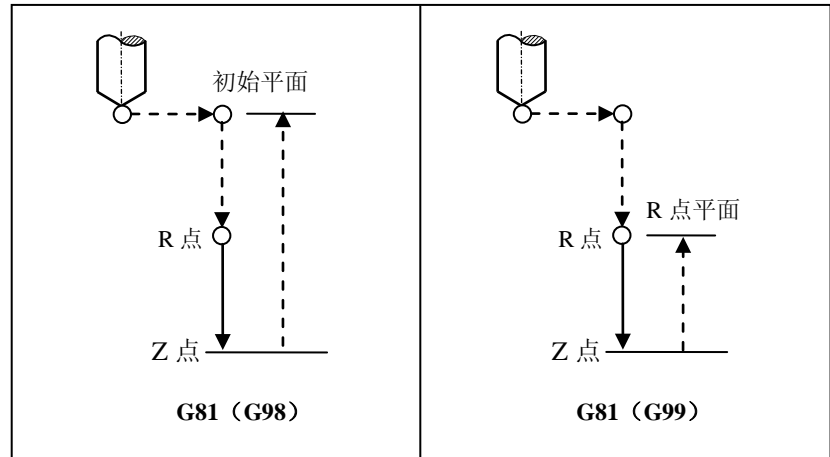 初始平面
R 点
Z 点
G81（G98）
R 点平面
R 点
Z 点
G81（G99）